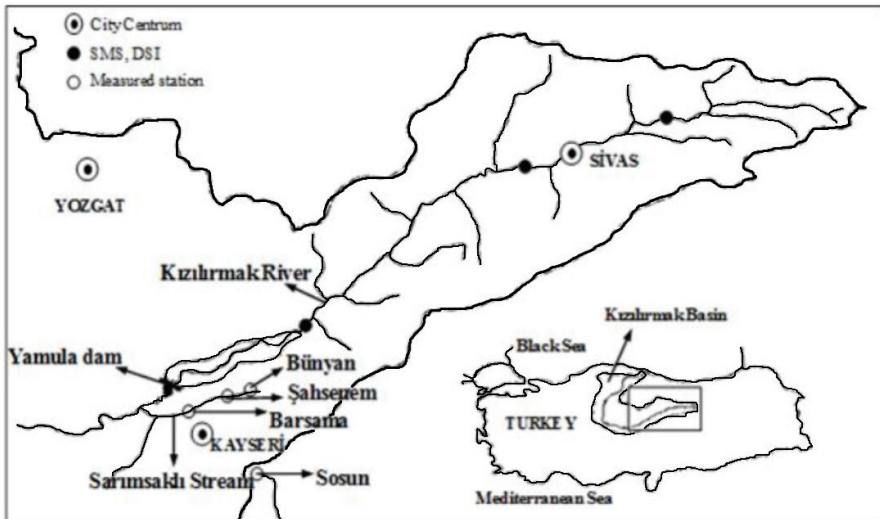 City Centrum
SMS, DSI
Measured station
SİVAS
YOZGAT
Kızılırmak River
Kızılırmak Basin
Black Sea
Yamula dam
Bünyan
Şahsenem
Barsama
TURKEY
KAYSERİ
Sarımsaklı Stream
Sosun
Mediterranean Sea